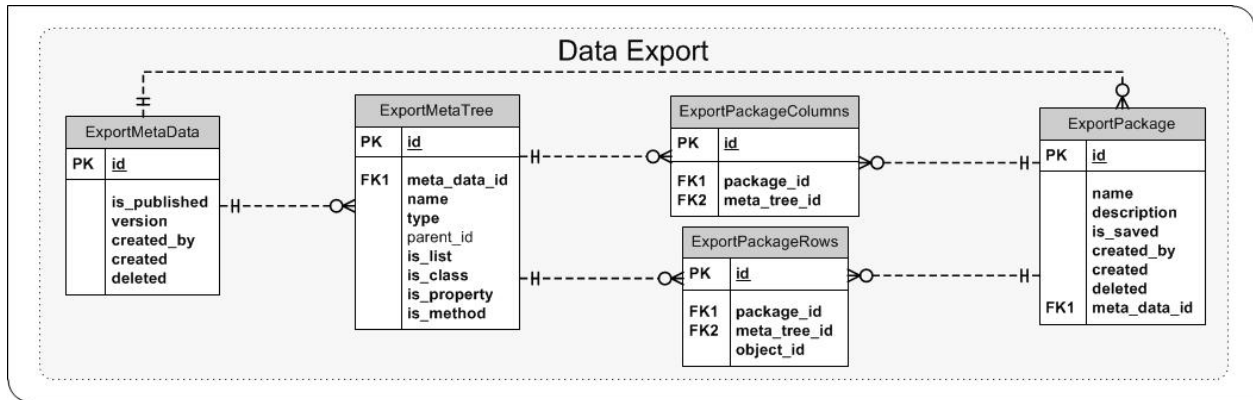 Data Export
ExportMetaData
PK id
is_published
version
created_by
created
deleted
ExportMetaTree
PK id
FK1 meta_data_id
name
type
parent_id
is_list
is_class
is_property
is_method
ExportPackageColumns
PK id
FK1 package_id
FK2 meta_tree_id
ExportPackageRows
PK id
FK1 package_id
FK2 meta_tree_id
object_id
ExportPackage
PK id
name
description
is_saved
created_by
created
deleted
FK1 meta_data_id